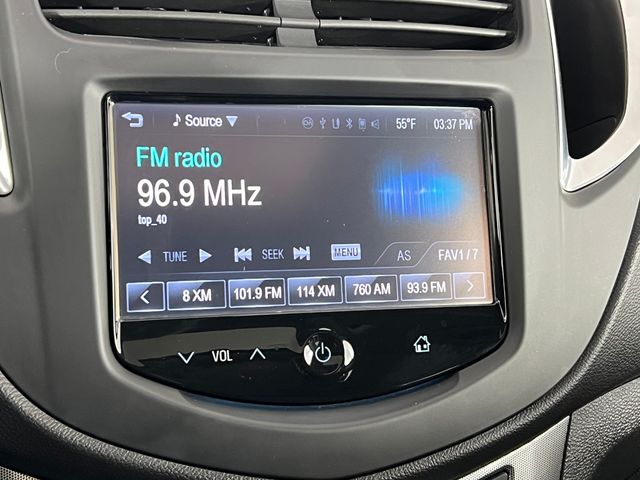 Source 55°F 03:37 PM
FM radio
96.9 MHz
top_40
TUNE SEEK MENU AS FAV1 / 7
8 XM 101.9 FM 114 XM 760 AM 93.9 FM
VOL